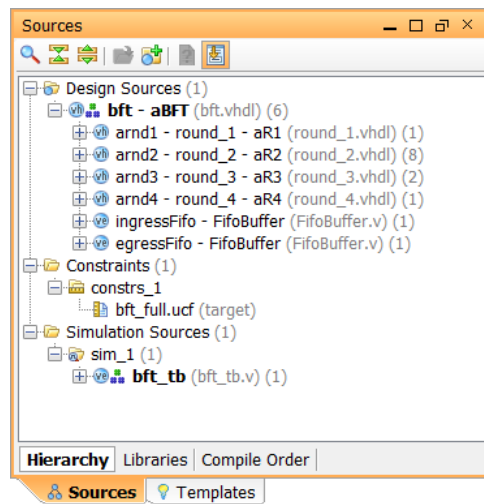 Sources
Design Sources (1)
bft - aBFT (bft.vhdl) (6)
arnd1 - round_1 - aR1 (round_1.vhdl) (1)
arnd2 - round_2 - aR2 (round_2.vhdl) (8)
arnd3 - round_3 - aR3 (round_3.vhdl) (2)
arnd4 - round_4 - aR4 (round_4.vhdl) (1)
ingressFifo - FifoBuffer (FifoBuffer.v) (1)
egressFifo - FifoBuffer (FifoBuffer.v) (1)
Constraints (1)
constrs_1
bft_full.ucf (target)
Simulation Sources (1)
sim_1 (1)
bft_tb (bft_tb.v) (1)
Hierarchy Libraries Compile Order
Sources Templates